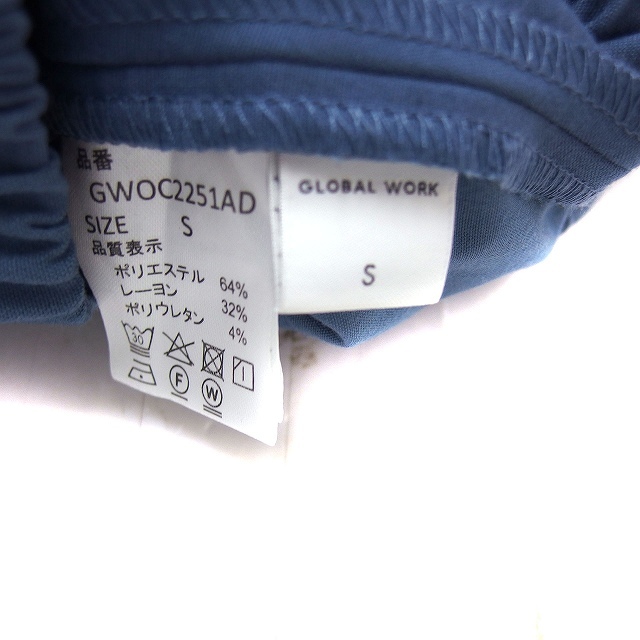 品番
GWOC2251AD
SIZE S
品質表示
ポリエステル 64%
レーヨン 32%
ポリウレタン 4%
30
F W
GLOBAL WORK
S